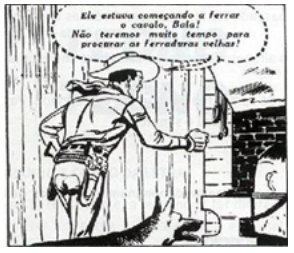 Ele estava começando a ferrar
o cavalo, Bala!
Não teremos muito tempo para
procurar as ferraduras velhas!